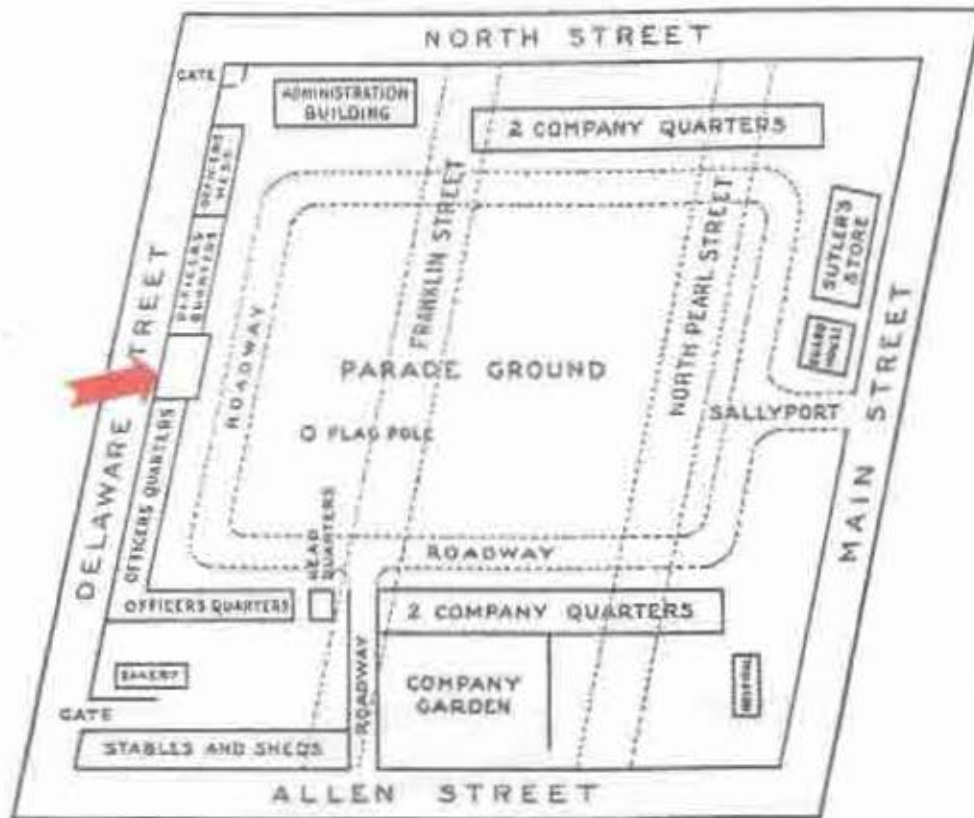 NORTH STREET
GATE
ADMINISTRATION
BUILDING
2 COMPANY QUARTERS
OFFICERS
MESS
OFFICERS
QUARTERS
SUTLER'S
STORE
GUARD
HOUSE
FRANKLIN STREET
NORTH PEARL STREET
ROADWAY
PARADE GROUND
SALLYPORT
FLAG POLE
DELAWARE STREET
MAIN STREET
OFFICERS QUARTERS
HEAD
QUARTERS
ROADWAY
OFFICERS QUARTERS
2 COMPANY QUARTERS
BAKERY
ROADWAY
COMPANY
GARDEN
GATE
STABLES AND SHEDS
ALLEN STREET